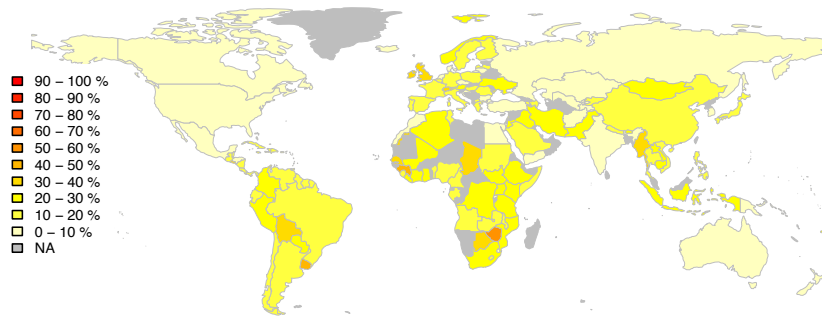 90 – 100 %
80 – 90 %
70 – 80 %
60 – 70 %
50 – 60 %
40 – 50 %
30 – 40 %
20 – 30 %
10 – 20 %
0 – 10 %
NA